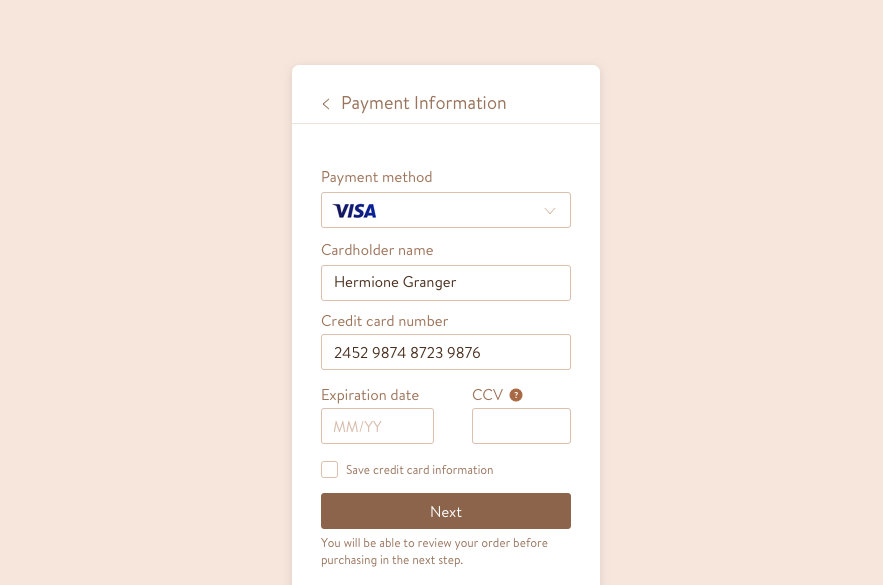 Payment Information
Payment method
VISA
Cardholder name
Hermione Granger
Credit card number
2452 9874 8723 9876
Expiration date
CCV ?
MM/YY
Save credit card information
Next
You will be able to review your order before
purchasing in the next step.